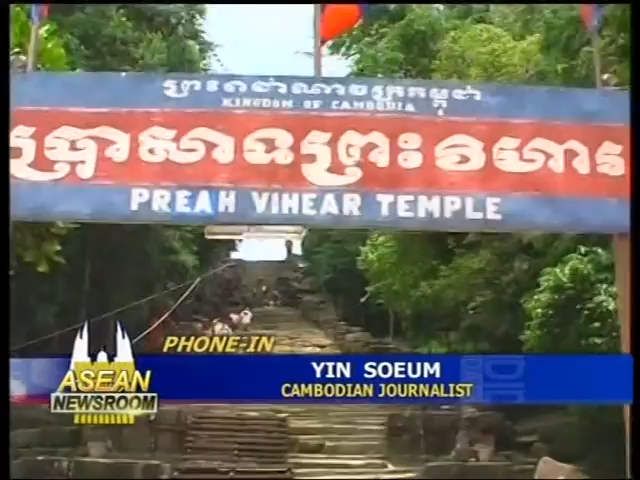 ព្រះរាជាណាចក្រកម្ពុជា
KINGDOM OF CAMBODIA
ប្រាសាទព្រះវិហារ
PREAH VIHEAR TEMPLE
PHONE-IN
YIN SOEUM
CAMBODIAN JOURNALIST
ASEAN
NEWSROOM